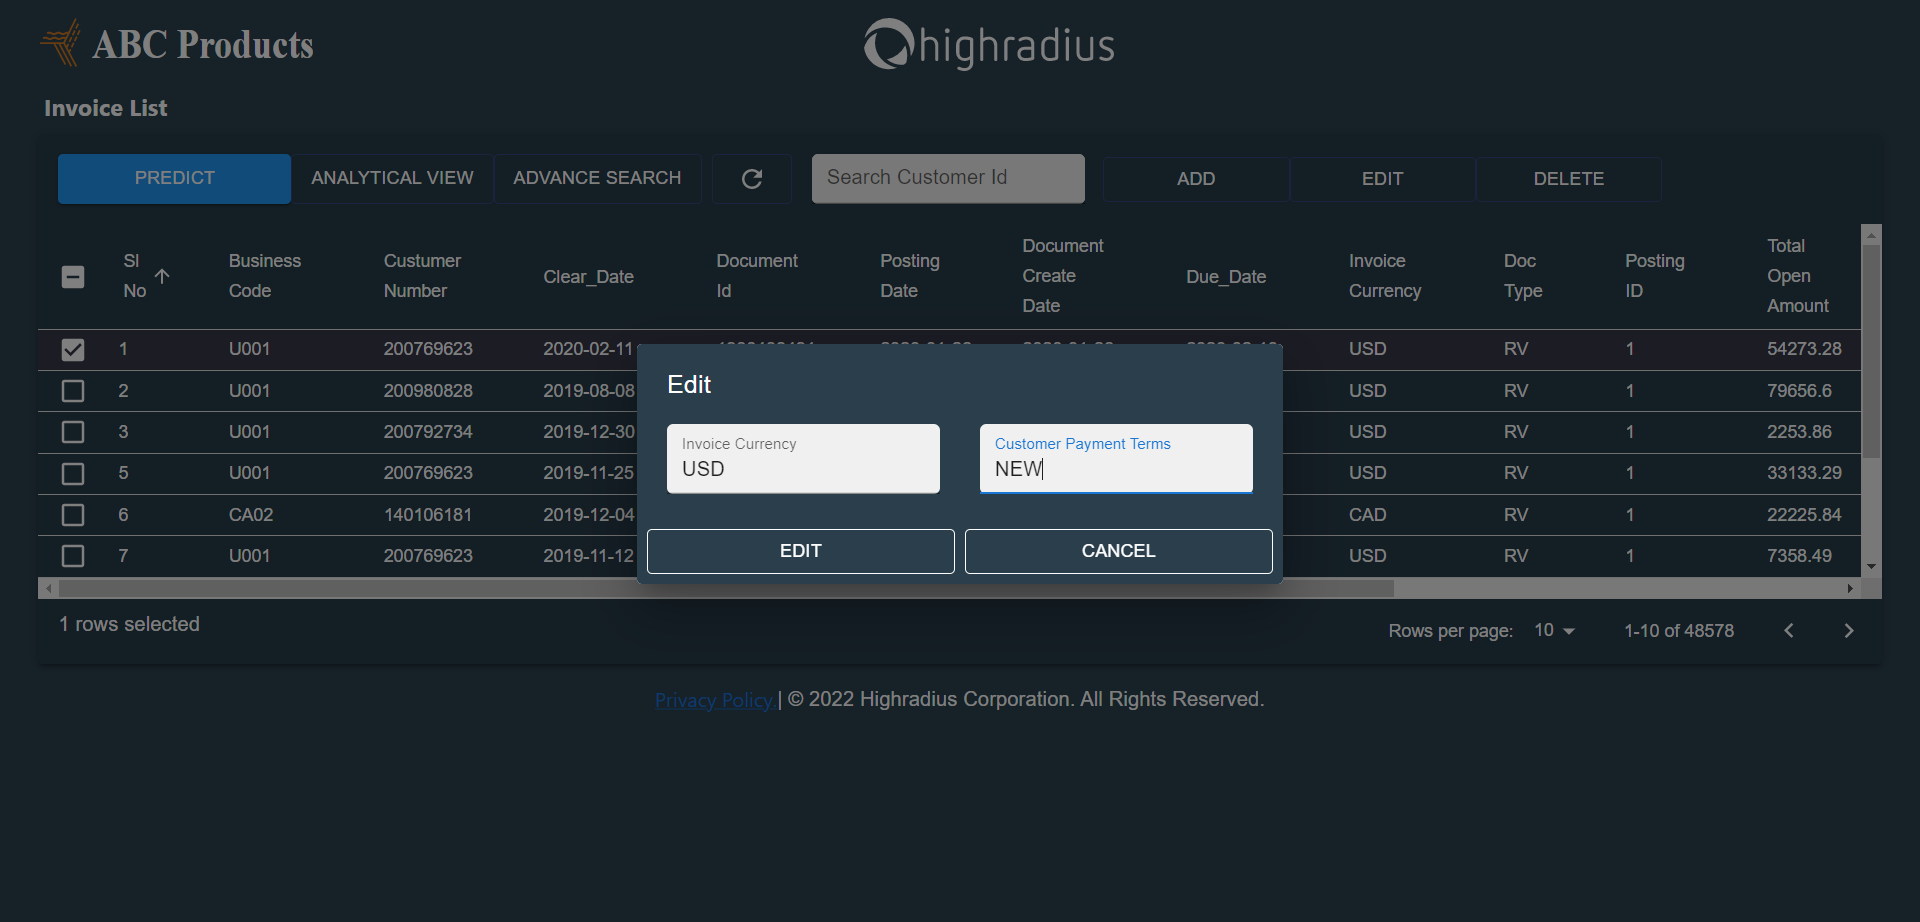 ABC Products
highradius
Invoice List
PREDICT ANALYTICAL VIEW ADVANCE SEARCH Search Customer Id ADD EDIT DELETE
Sl No Business Code Custumer Number Clear_Date Document Id Posting Date Document Create Date Due_Date Invoice Currency Doc Type Posting ID Total Open Amount
1 U001 200769623 2020-02-11 USD RV 1 54273.28
2 U001 200980828 2019-08-08 USD RV 1 79656.6
3 U001 200792734 2019-12-30 USD RV 1 2253.86
5 U001 200769623 2019-11-25 USD RV 1 33133.29
6 CA02 140106181 2019-12-04 CAD RV 1 22225.84
7 U001 200769623 2019-11-12 USD RV 1 7358.49
Edit
Invoice Currency Customer Payment Terms
USD NEW
EDIT CANCEL
1 rows selected
Rows per page: 10 1-10 of 48578
Privacy Policy.| © 2022 Highradius Corporation. All Rights Reserved.